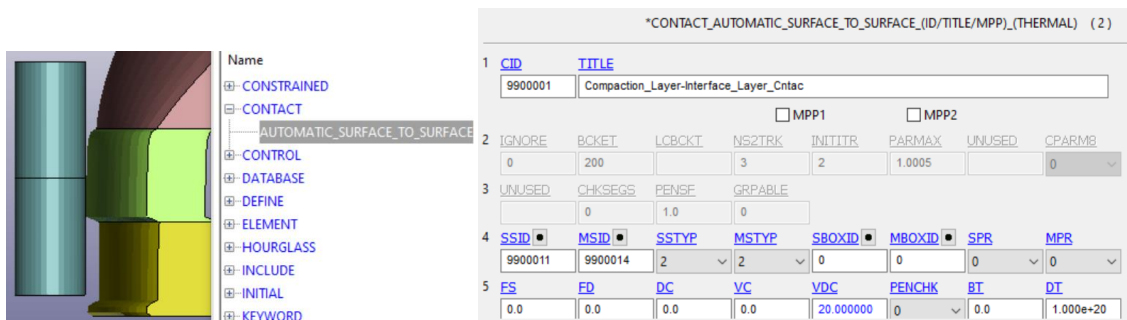 *CONTACT_AUTOMATIC_SURFACE_TO_SURFACE_(ID/TITLE/MPP)_(THERMAL) (2)
Name
CONSTRAINED
CONTACT
AUTOMATIC_SURFACE_TO_SURFACE
CONTROL
DATABASE
DEFINE
ELEMENT
HOURGLASS
INCLUDE
INITIAL
KEYWORD
1 CID TITLE
9900001 Compaction_Layer-Interface_Layer_Cntac
MPP1 MPP2
2 IGNORE BCKET LCBCKT NS2TRK INITITR PARMAX UNUSED CPARM8
0 200 3 2 1.0005 0
3 UNUSED CHKSEGS PENSF GRPABLE
0 1.0 0
4 SSID MSID SSTYP MSTYP SBOXID MBOXID SPR MPR
9900011 9900014 2 2 0 0 0 0
5 FS FD DC VC VDC PENCHK BT DT
0.0 0.0 0.0 0.0 20.000000 0 0.0 1.000e+20